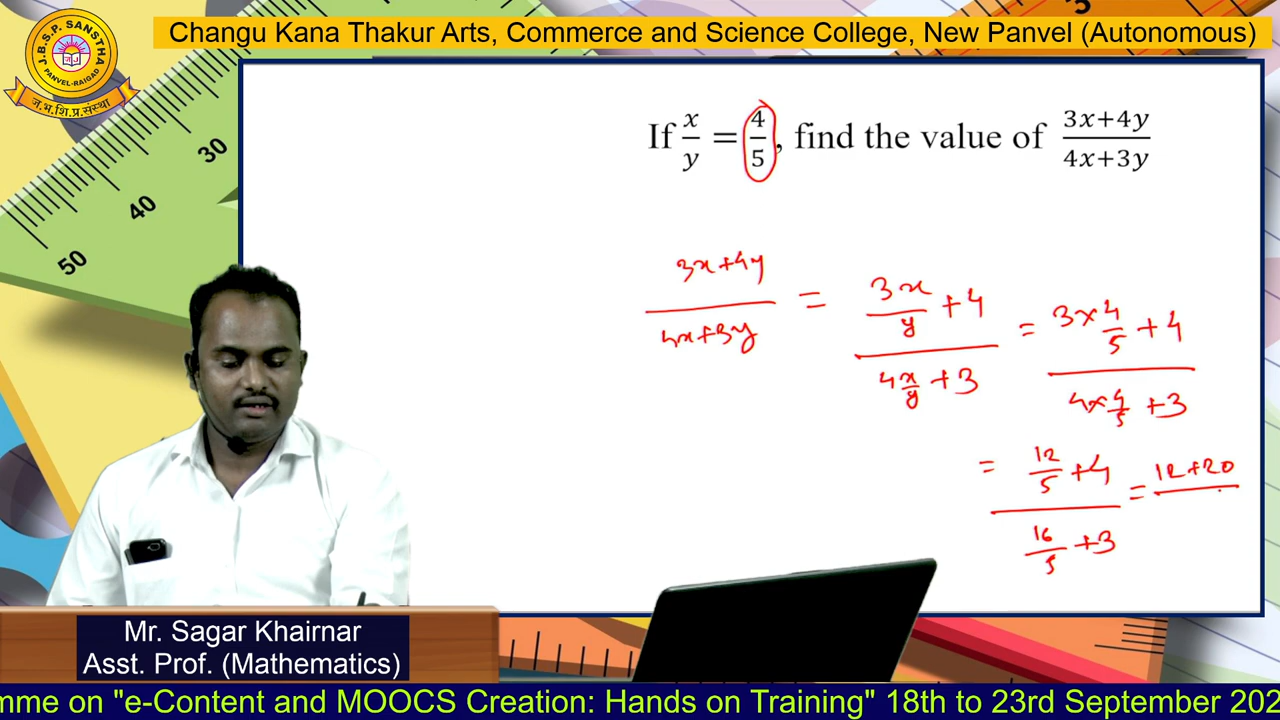 Changu Kana Thakur Arts, Commerce and Science College, New Panvel (Autonomous)
J.B.S.P. SANSTHA
PANVEL-RAIGAD
ज.भ.शि.प्र.संस्था
30
40
50
If x/y = 4/5, find the value of (3x+4y)/(4x+3y)
(3x+4y)/(4x+3y) = (3x/y + 4)/(4x/y + 3) = (3×4/5 + 4)/(4×4/5 + 3)
= (12/5 + 4)/(16/5 + 3) = 12+20
Mr. Sagar Khairnar
Asst. Prof. (Mathematics)
mme on "e-Content and MOOCS Creation: Hands on Training" 18th to 23rd September 202